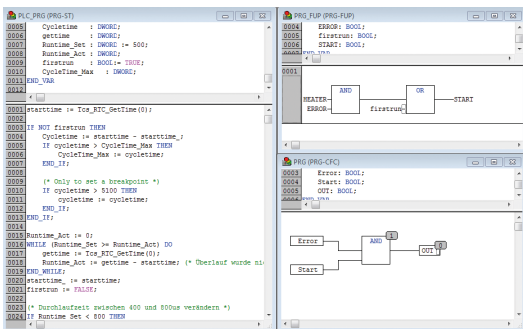 PLC_PRG (PRG-ST)
0005 Cycletime : DWORD;
0006 gettime : DWORD;
0007 Runtime_Set : DWORD := 500;
0008 Runtime_Act : DWORD;
0009 firstrun : BOOL:= TRUE;
0010 CycleTime_Max : DWORD;
0011 END_VAR
0012
0001 starttime := Tcs_RTC_GetTime(0);
0002
0003 IF NOT firstrun THEN
0004 Cycletime := starttime - starttime_;
0005 IF cycletime > CycleTime_Max THEN
0006 CycleTime_Max := cycletime;
0007 END_IF;
0008
0009 (* Only to set a breakpoint *)
0010 IF cycletime > 5100 THEN
0011 cycletime := cycletime;
0012 END_IF;
0013 END_IF;
0014
0015 Runtime_Act := 0;
0016 WHILE (Runtime_Set >= Runtime_Act) DO
0017 gettime := Tcs_RTC_GetTime(0);
0018 Runtime_Act := gettime - starttime; (* Überlauf wurde ni
0019 END_WHILE;
0020 starttime_ := starttime;
0021 firstrun := FALSE;
0022
0023 (* Durchlaufzeit zwischen 400 und 800us verändern *)
0024 IF Runtime_Set < 800 THEN
PRG_FUP (PRG-FUP)
0004 ERROR: BOOL;
0005 firstrun: BOOL;
0006 START: BOOL;
0007 END_VAR
0001
AND
OR
HEATER
START
ERROR
firstrun
PRG (PRG-CFC)
0003 Error: BOOL;
0004 Start: BOOL;
0005 OUT: BOOL;
0006 END_VAR
Error
AND
1
0
OUT
Start